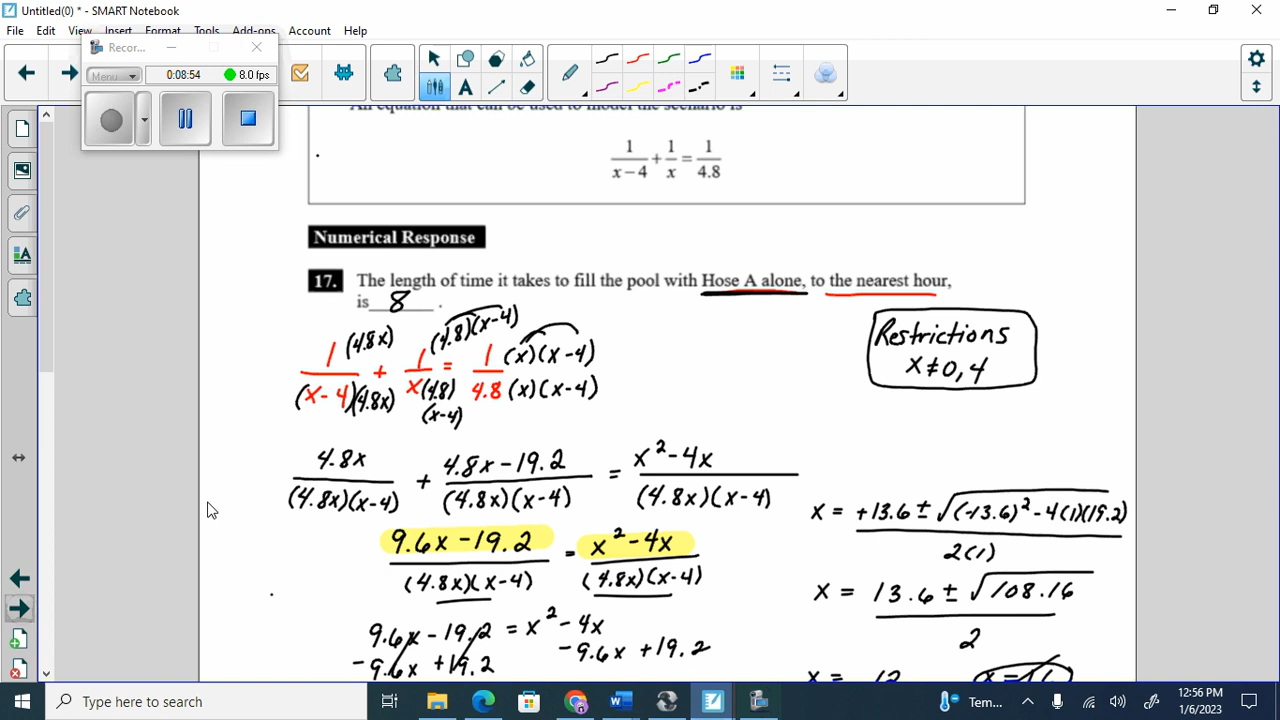 Untitled(0) * - SMART Notebook
File Edit View Insert Format Tools Add-ons Account Help
Recor...
Menu 0:08:54 8.0 fps
An equation that can be used to model the scenario is
1/(x-4) + 1/x = 1/4.8
Numerical Response
17. The length of time it takes to fill the pool with Hose A alone, to the nearest hour,
is 8 .
Restrictions
x ≠ 0, 4
1(4.8x)/(x-4)(4.8x) + 1(4.8)(x-4)/x(4.8)(x-4) = 1(x)(x-4)/4.8(x)(x-4)
4.8x/(4.8x)(x-4) + 4.8x-19.2/(4.8x)(x-4) = x²-4x/(4.8x)(x-4)
9.6x-19.2/(4.8x)(x-4) = x²-4x/(4.8x)(x-4)
9.6x-19.2 = x²-4x
-9.6x +19.2 -9.6x +19.2
x = +13.6 ± √(-13.6)²-4(1)(19.2)/2(1)
x = 13.6 ± √108.16/2
Type here to search
Tem...
12:56 PM
1/6/2023